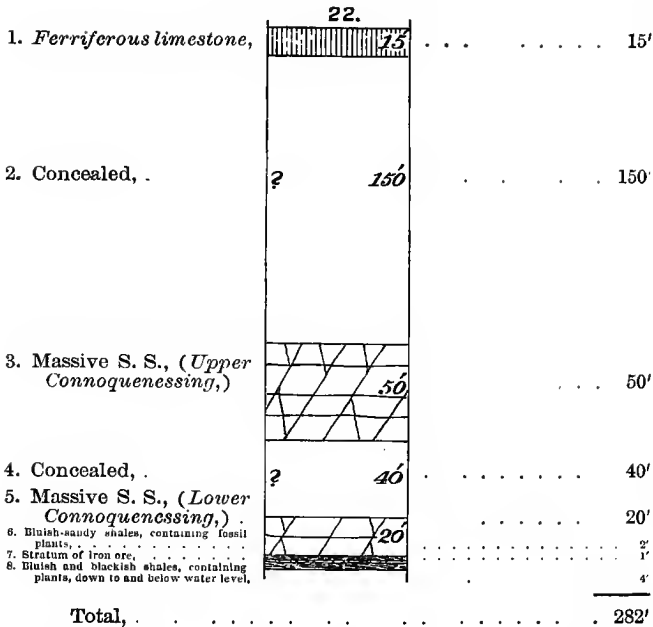 22.
1. Ferriferous limestone, 15' . . . . . . . . 15'
2. Concealed, . ? 150' . . . . 150'
3. Massive S. S., (Upper
Connoquenessing,) 50' . . . . 50'
4. Concealed, . ? 40' . . . . . . . . 40'
5. Massive S. S., (Lower
Connoquenessing,) . 20' . . . . . . 20'
6. Bluish-sandy shales, containing fossil
plants, . . . . . . . . 2'
7. Stratum of iron ore, . . . . . . . . 1'
8. Bluish and blackish shales, containing
plants, down to and below water level, . 4'
Total, . . . . . . . . . . . 282'